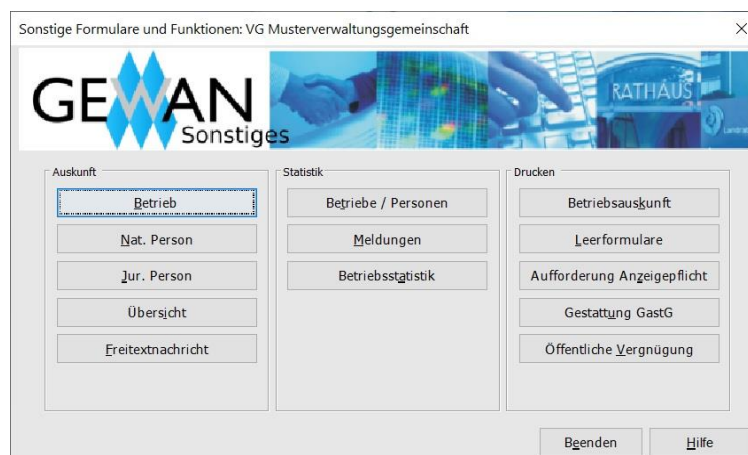 Sonstige Formulare und Funktionen: VG Musterverwaltungsgemeinschaft
GEWAN
Sonstiges
RATHAUS
Auskunft
Betrieb
Nat. Person
Jur. Person
Übersicht
Freitextnachricht
Statistik
Betriebe / Personen
Meldungen
Betriebsstatistik
Drucken
Betriebsauskunft
Leerformulare
Aufforderung Anzeigepflicht
Gestattung GastG
Öffentliche Vergnügung
Beenden
Hilfe